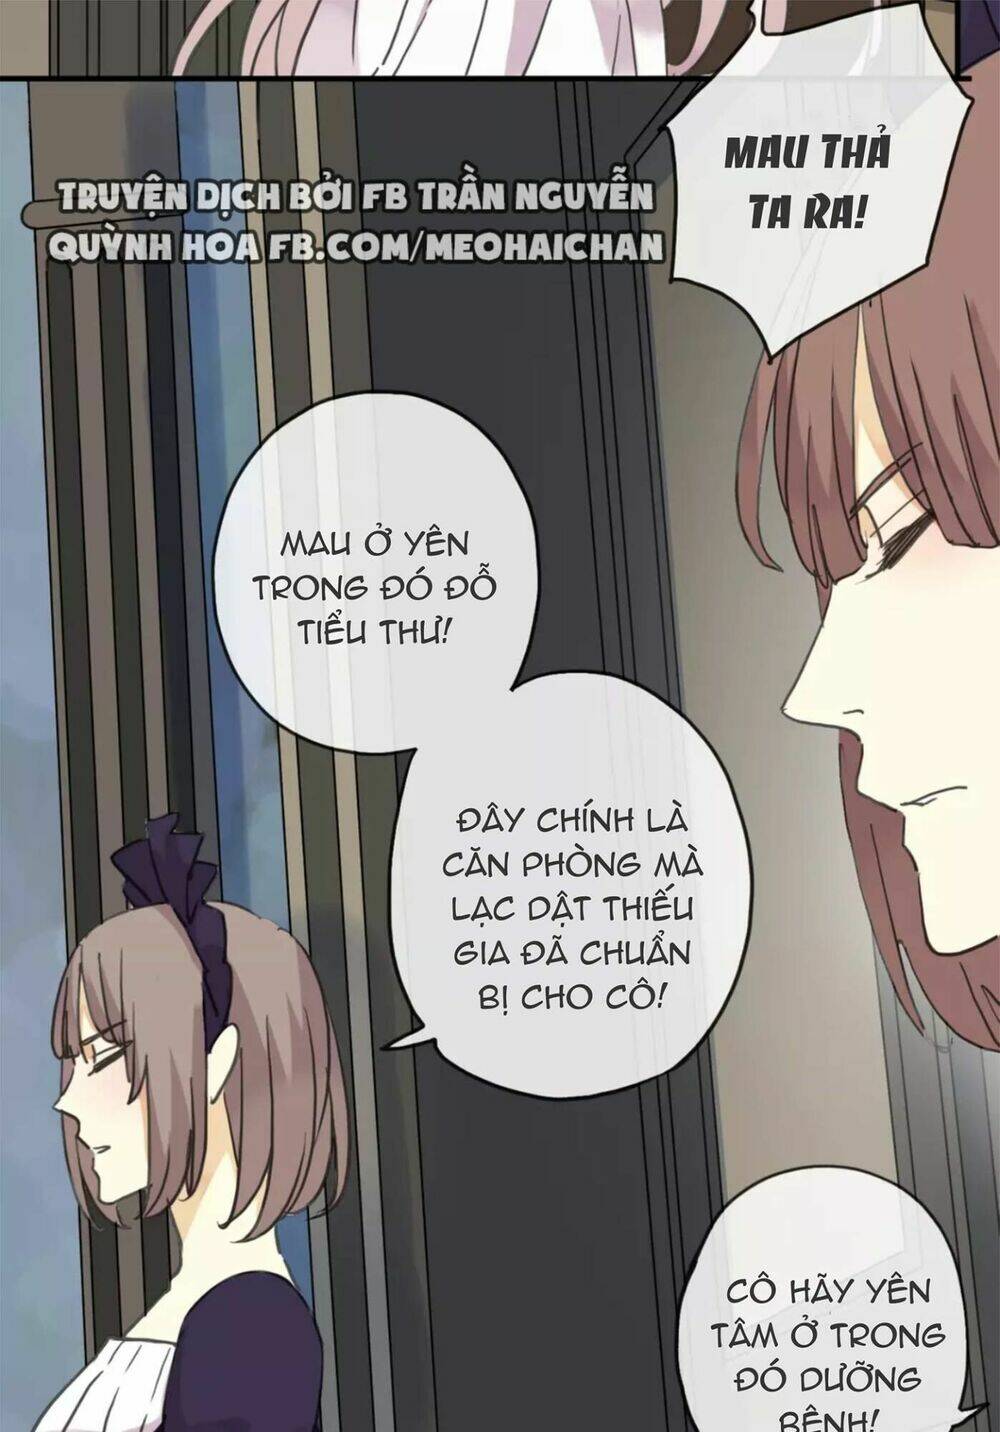 MAU THẢ
TA RA!
TRUYỆN DỊCH BỞI FB TRẦN NGUYỄN
QUỲNH HOA FB.COM/MEOHAICHAN
MAU Ở YÊN
TRONG ĐÓ ĐỖ
TIỂU THƯ!
ĐÂY CHÍNH LÀ
CĂN PHÒNG MÀ
LẠC DẬT THIẾU
GIA ĐÃ CHUẨN
BỊ CHO CÔ!
CÔ HÃY YÊN
TÂM Ở TRONG
ĐÓ DƯỠNG
BỆNH!